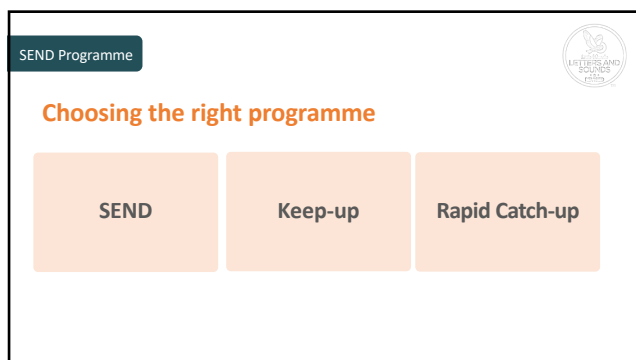 SEND Programme
LETTERS AND
SOUNDS
Choosing the right programme
SEND
Keep-up
Rapid Catch-up